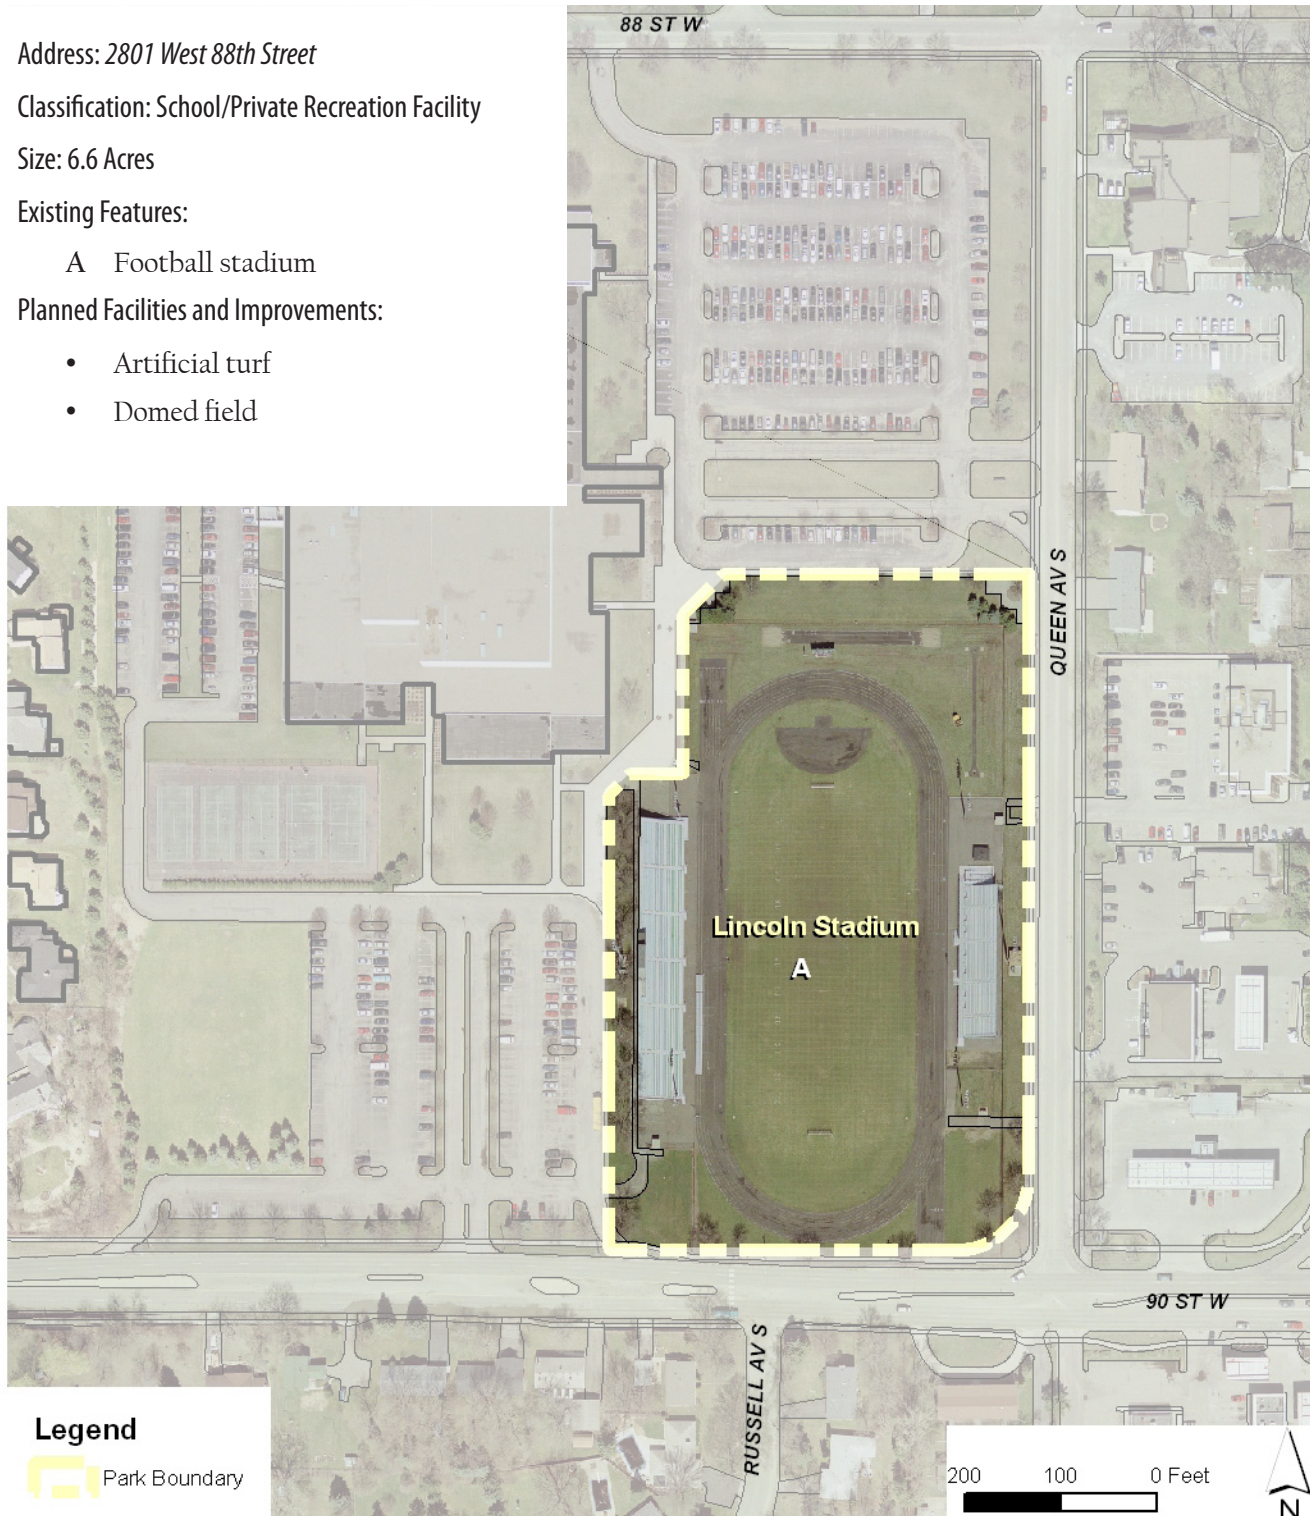 Address: 2801 West 88th Street
Classification: School/Private Recreation Facility
Size: 6.6 Acres
Existing Features:
A Football stadium
Planned Facilities and Improvements:
• Artificial turf
• Domed field
88 ST W
QUEEN AV S
Lincoln Stadium
A
90 ST W
RUSSELL AV S
Legend
Park Boundary
200 100 0 Feet
N